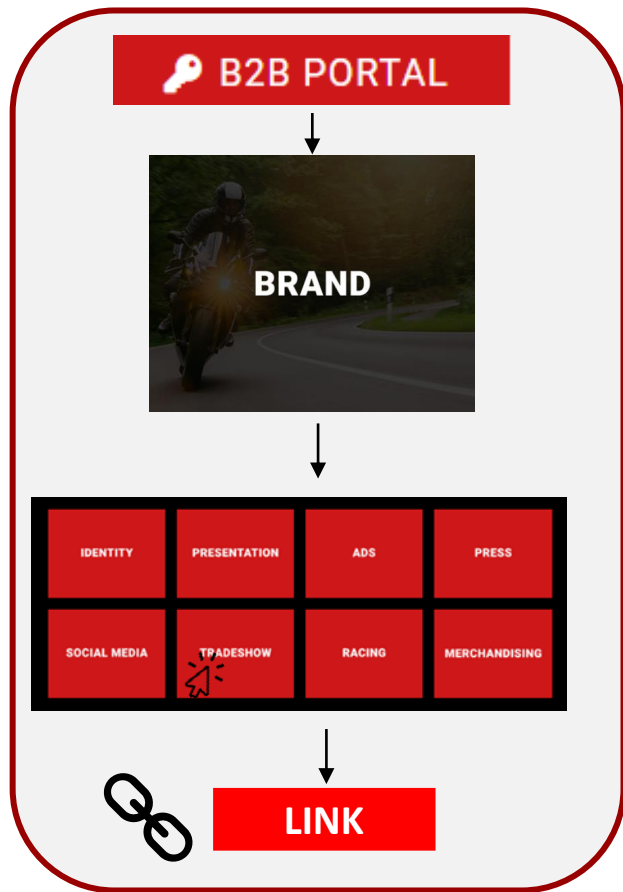 B2B PORTAL
BRAND
IDENTITY PRESENTATION ADS PRESS
SOCIAL MEDIA TRADESHOW RACING MERCHANDISING
LINK